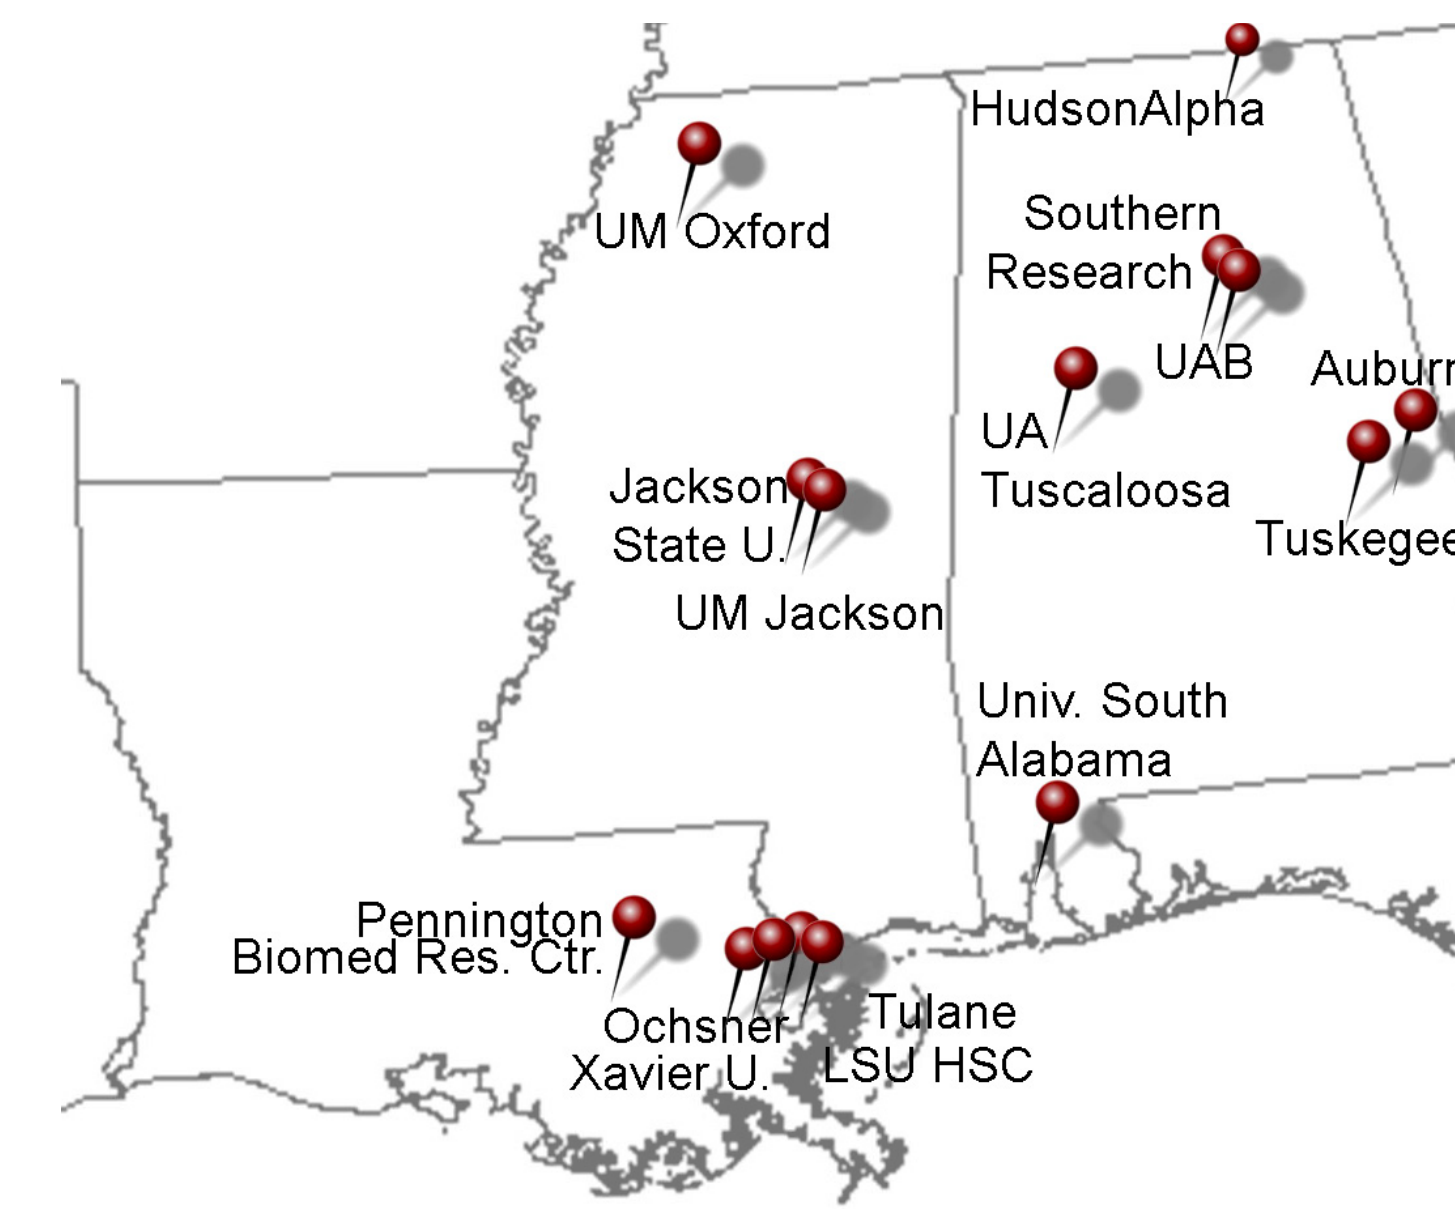 HudsonAlpha
UM Oxford
Southern
Research
UAB
Auburn
UA
Tuscaloosa
Tuskegee
Jackson
State U.
UM Jackson
Univ. South
Alabama
Pennington
Biomed Res. Ctr.
Ochsner
Xavier U.
Tulane
LSU HSC